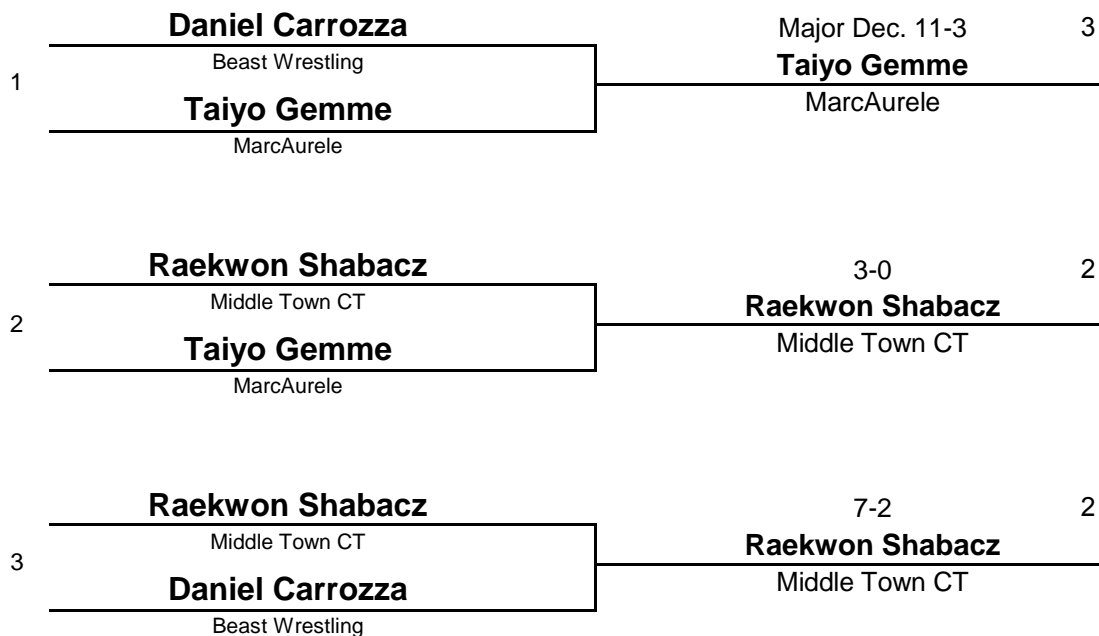 Daniel Carrozza
Beast Wrestling
1
Taiyo Gemme
MarcAurele
Major Dec. 11-3
3
Taiyo Gemme
MarcAurele
Raekwon Shabacz
Middle Town CT
2
Taiyo Gemme
MarcAurele
3-0
2
Raekwon Shabacz
Middle Town CT
Raekwon Shabacz
Middle Town CT
3
Daniel Carrozza
Beast Wrestling
7-2
2
Raekwon Shabacz
Middle Town CT